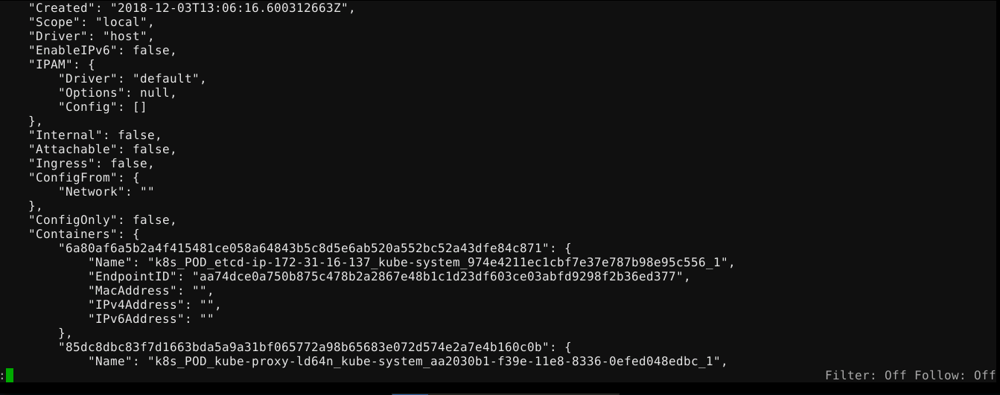 "Created": "2018-12-03T13:06:16.600312663Z",
"Scope": "local",
"Driver": "host",
"EnableIPv6": false,
"IPAM": {
"Driver": "default",
"Options": null,
"Config": []
},
"Internal": false,
"Attachable": false,
"Ingress": false,
"ConfigFrom": {
"Network": ""
},
"ConfigOnly": false,
"Containers": {
"6a80af6a5b2a4f415481ce058a64843b5c8d5e6ab520a552bc52a43dfe84c871": {
"Name": "k8s_POD_etcd-ip-172-31-16-137_kube-system_974e4211ec1cbf7e37e787b98e95c556_1",
"EndpointID": "aa74dce0a750b875c478b2a2867e48b1c1d23df603ce03abfd9298f2b36ed377",
"MacAddress": "",
"IPv4Address": "",
"IPv6Address": ""
},
"85dc8dbc83f7d1663bda5a9a31bf065772a98b65683e072d574e2a7e4b160c0b": {
"Name": "k8s_POD_kube-proxy-ld64n_kube-system_aa2030b1-f39e-11e8-8336-0efed048edbc_1",
: Filter: Off Follow: Off